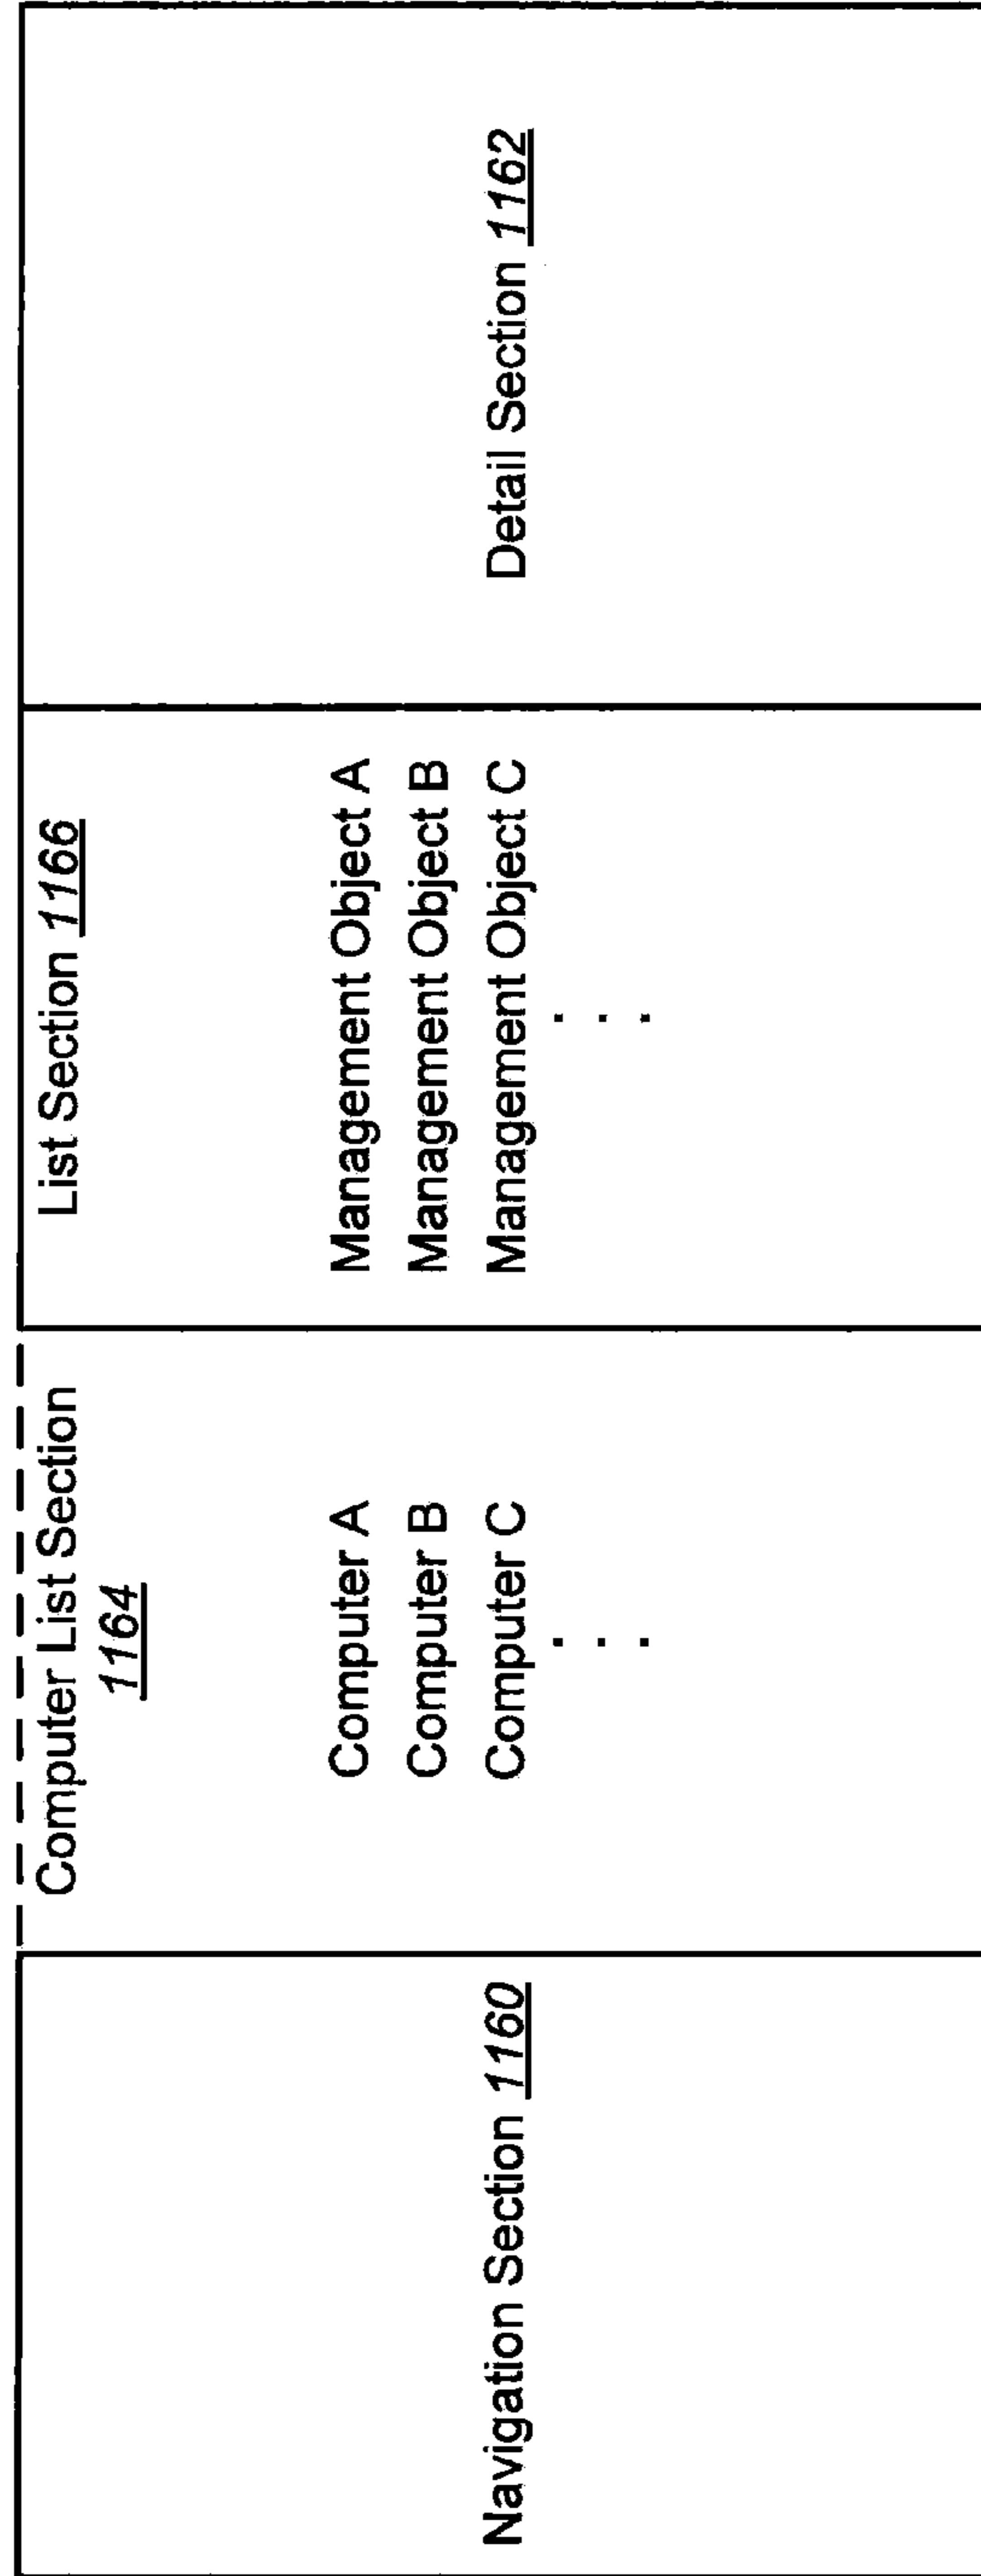 Navigation Section 1160
Computer List Section
1164
Computer A
Computer B
Computer C
.
.
.
List Section 1166
Management Object A
Management Object B
Management Object C
.
.
.
Detail Section 1162